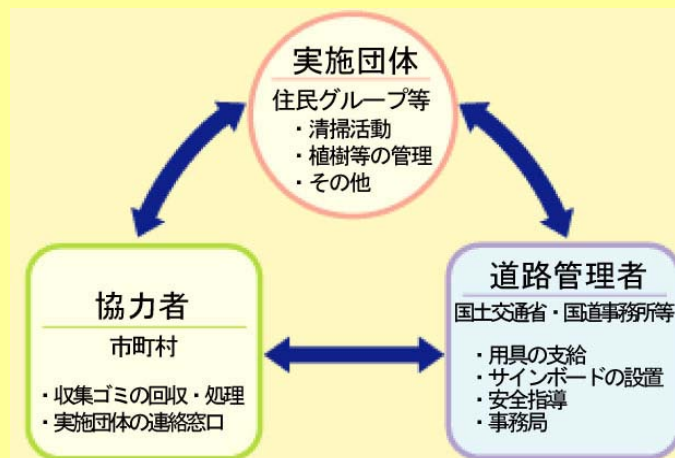 実施団体
住民グループ等
・清掃活動
・植樹等の管理
・その他
協力者
市町村
・収集ゴミの回収・処理
・実施団体の連絡窓口
道路管理者
国土交通省・国道事務所等
・用具の支給
・サインボードの設置
・安全指導
・事務局